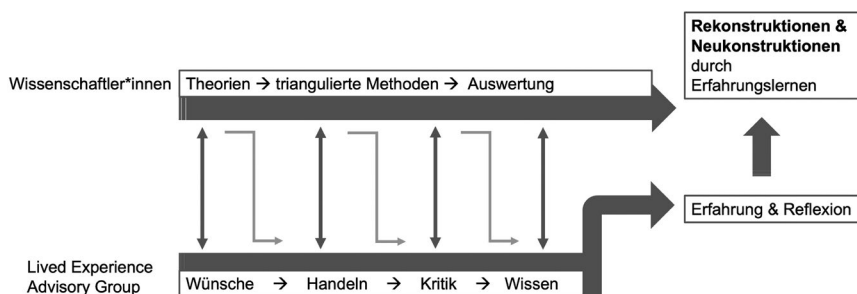 Rekonstruktionen &
Neukonstruktionen
durch
Erfahrungslernen
Wissenschaftler*innen
Theorien → triangulierte Methoden → Auswertung
Erfahrung & Reflexion
Lived Experience
Advisory Group
Wünsche → Handeln → Kritik → Wissen